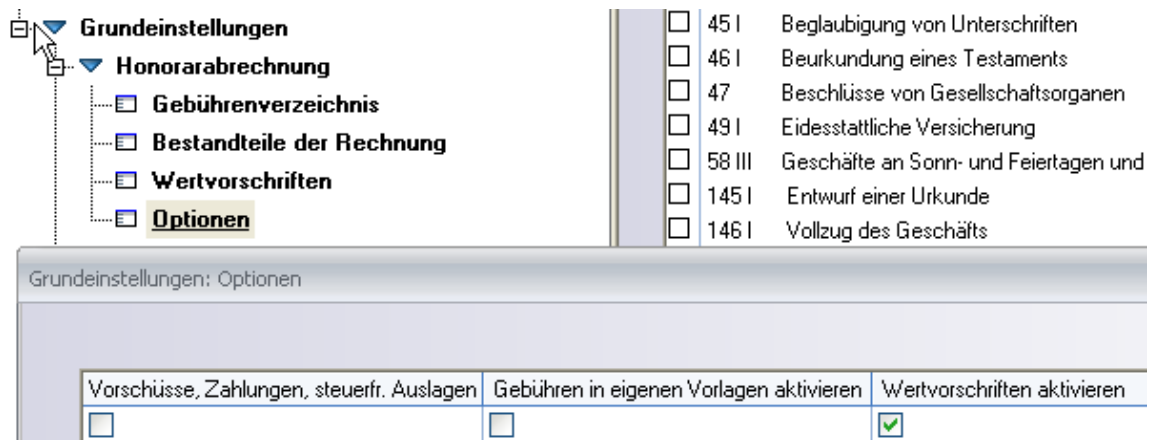 Grundeinstellungen
Honorarabrechnung
Gebührenverzeichnis
Bestandteile der Rechnung
Wertvorschriften
Optionen
45 I Beglaubigung von Unterschriften
46 I Beurkundung eines Testaments
47 Beschlüsse von Gesellschaftsorganen
49 I Eidesstattliche Versicherung
58 III Geschäfte an Sonn- und Feiertagen und
145 I Entwurf einer Urkunde
146 I Vollzug des Geschäfts
Grundeinstellungen: Optionen
Vorschüsse, Zahlungen, steuerfr. Auslagen Gebühren in eigenen Vorlagen aktivieren Wertvorschriften aktivieren